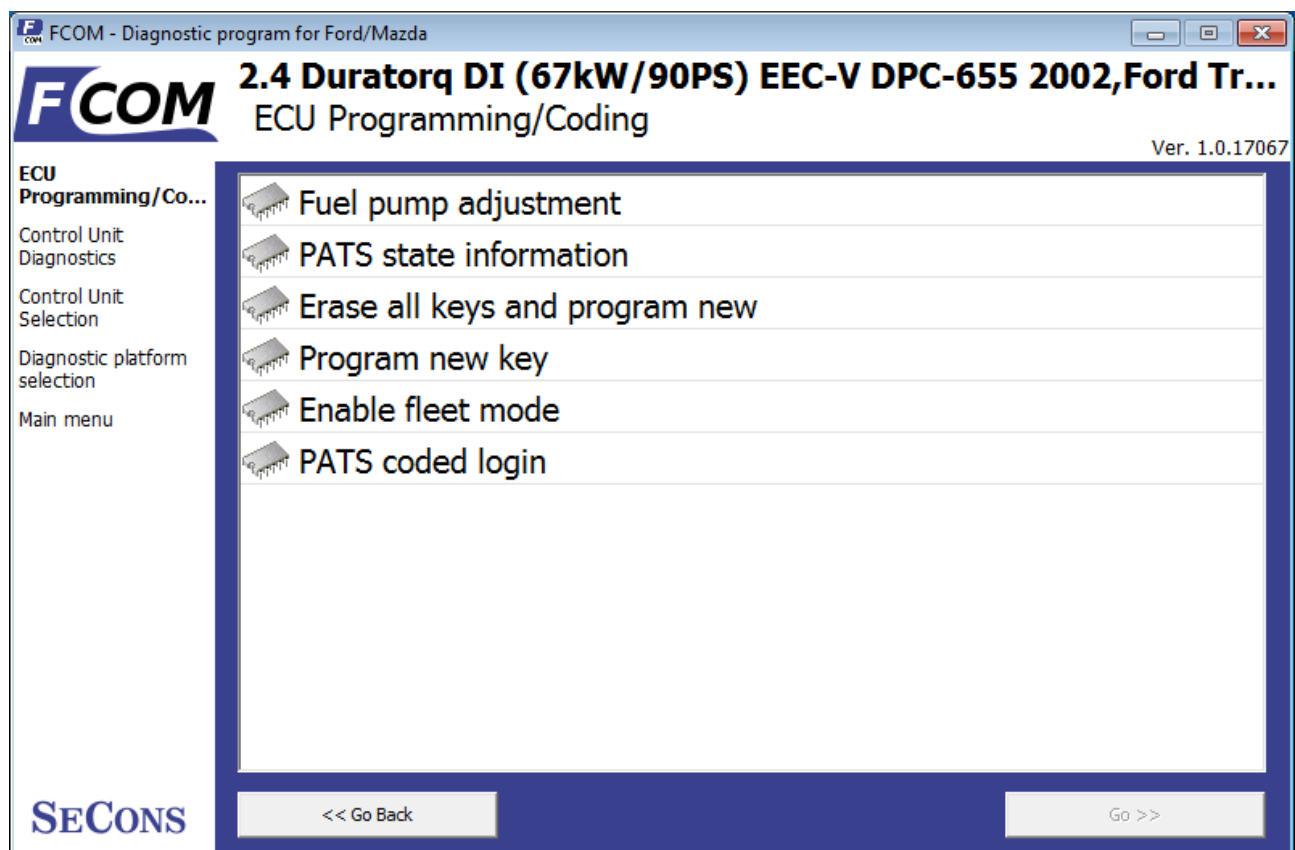 FCOM - Diagnostic program for Ford/Mazda
FCOM
2.4 Duratorq DI (67kW/90PS) EEC-V DPC-655 2002,Ford Tr...
ECU Programming/Coding
Ver. 1.0.17067
ECU
Programming/Co...
Control Unit
Diagnostics
Control Unit
Selection
Diagnostic platform
selection
Main menu
Fuel pump adjustment
PATS state information
Erase all keys and program new
Program new key
Enable fleet mode
PATS coded login
SECONS
<< Go Back
Go >>